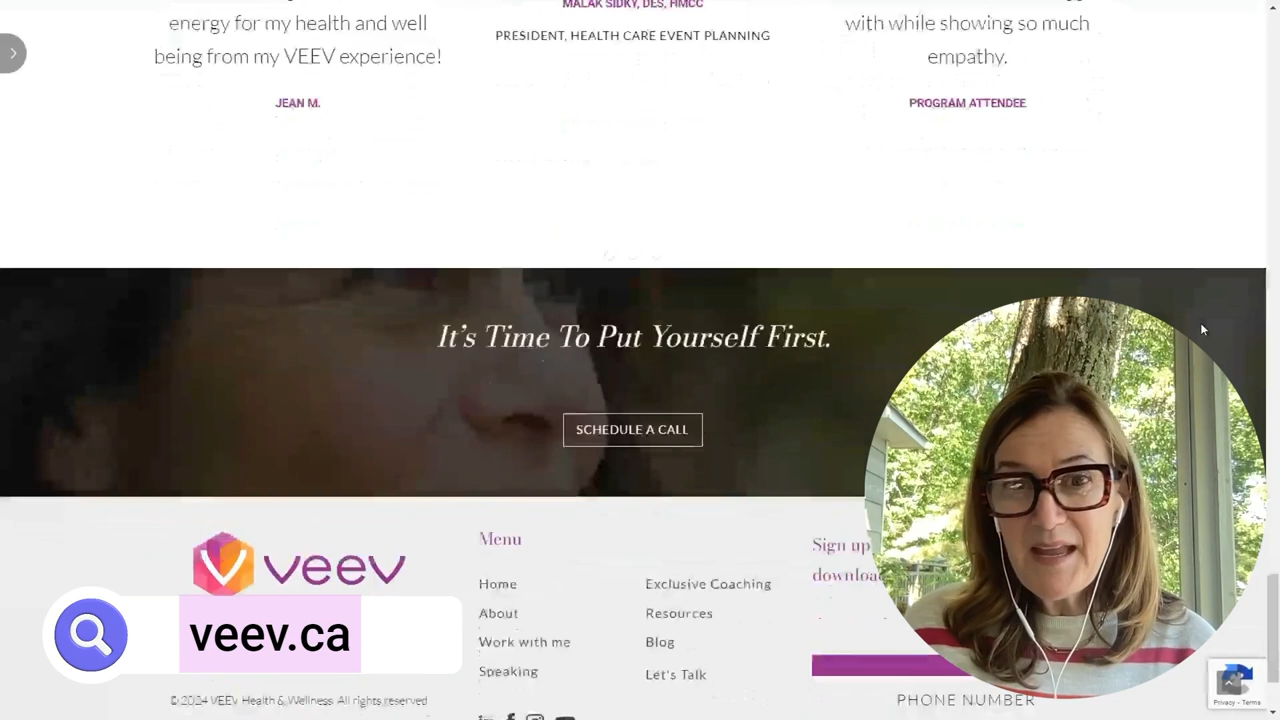 energy for my health and well
being from my VEEV experience!
JEAN M.
MALAK SIDKY, DES, HMCC
PRESIDENT, HEALTH CARE EVENT PLANNING
with while showing so much
empathy.
PROGRAM ATTENDEE
It's Time To Put Yourself First.
SCHEDULE A CALL
veev
veev.ca
© 2024 VEEV Health & Wellness All rights reserved
Menu
Home
About
Work with me
Speaking
Exclusive Coaching
Resources
Blog
Let's Talk
Sign up
PHONE NUMBER
Privacy - Terms